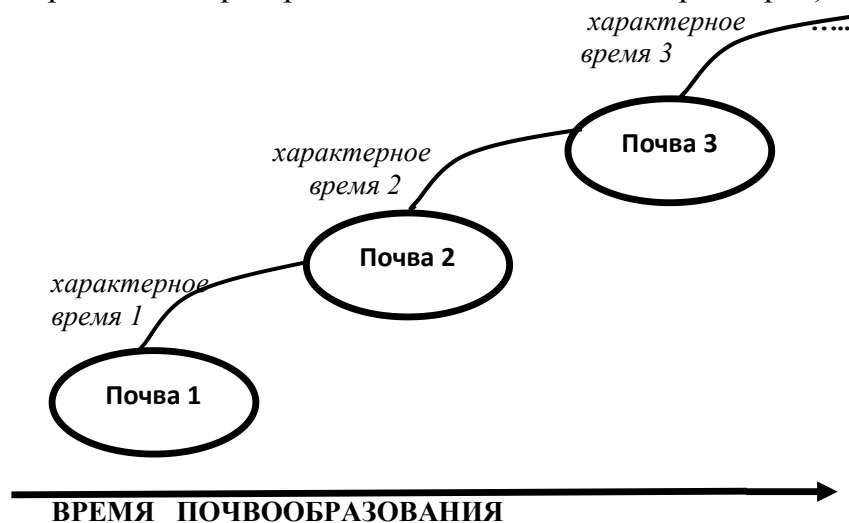 характерное
время 3
.....
Почва 3
характерное
время 2
Почва 2
характерное
время 1
Почва 1
ВРЕМЯ ПОЧВООБРАЗОВАНИЯ